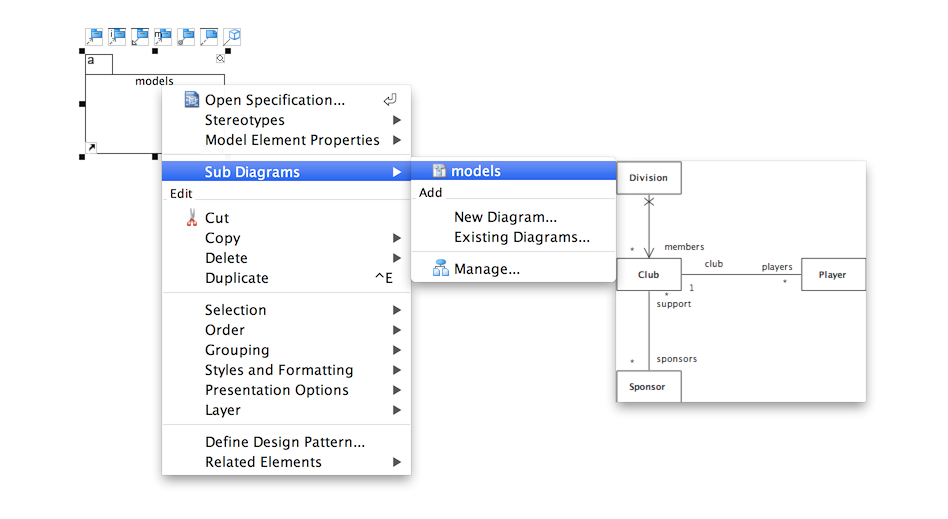 a
models
Open Specification...
Stereotypes
Model Element Properties
Sub Diagrams
Edit
Cut
Copy
Delete
Duplicate ^E
Selection
Order
Grouping
Styles and Formatting
Presentation Options
Layer
Define Design Pattern...
Related Elements
models
Add
New Diagram...
Existing Diagrams...
Manage...
Division
* members
Club club players Player
1 *
*
support
* sponsors
Sponsor